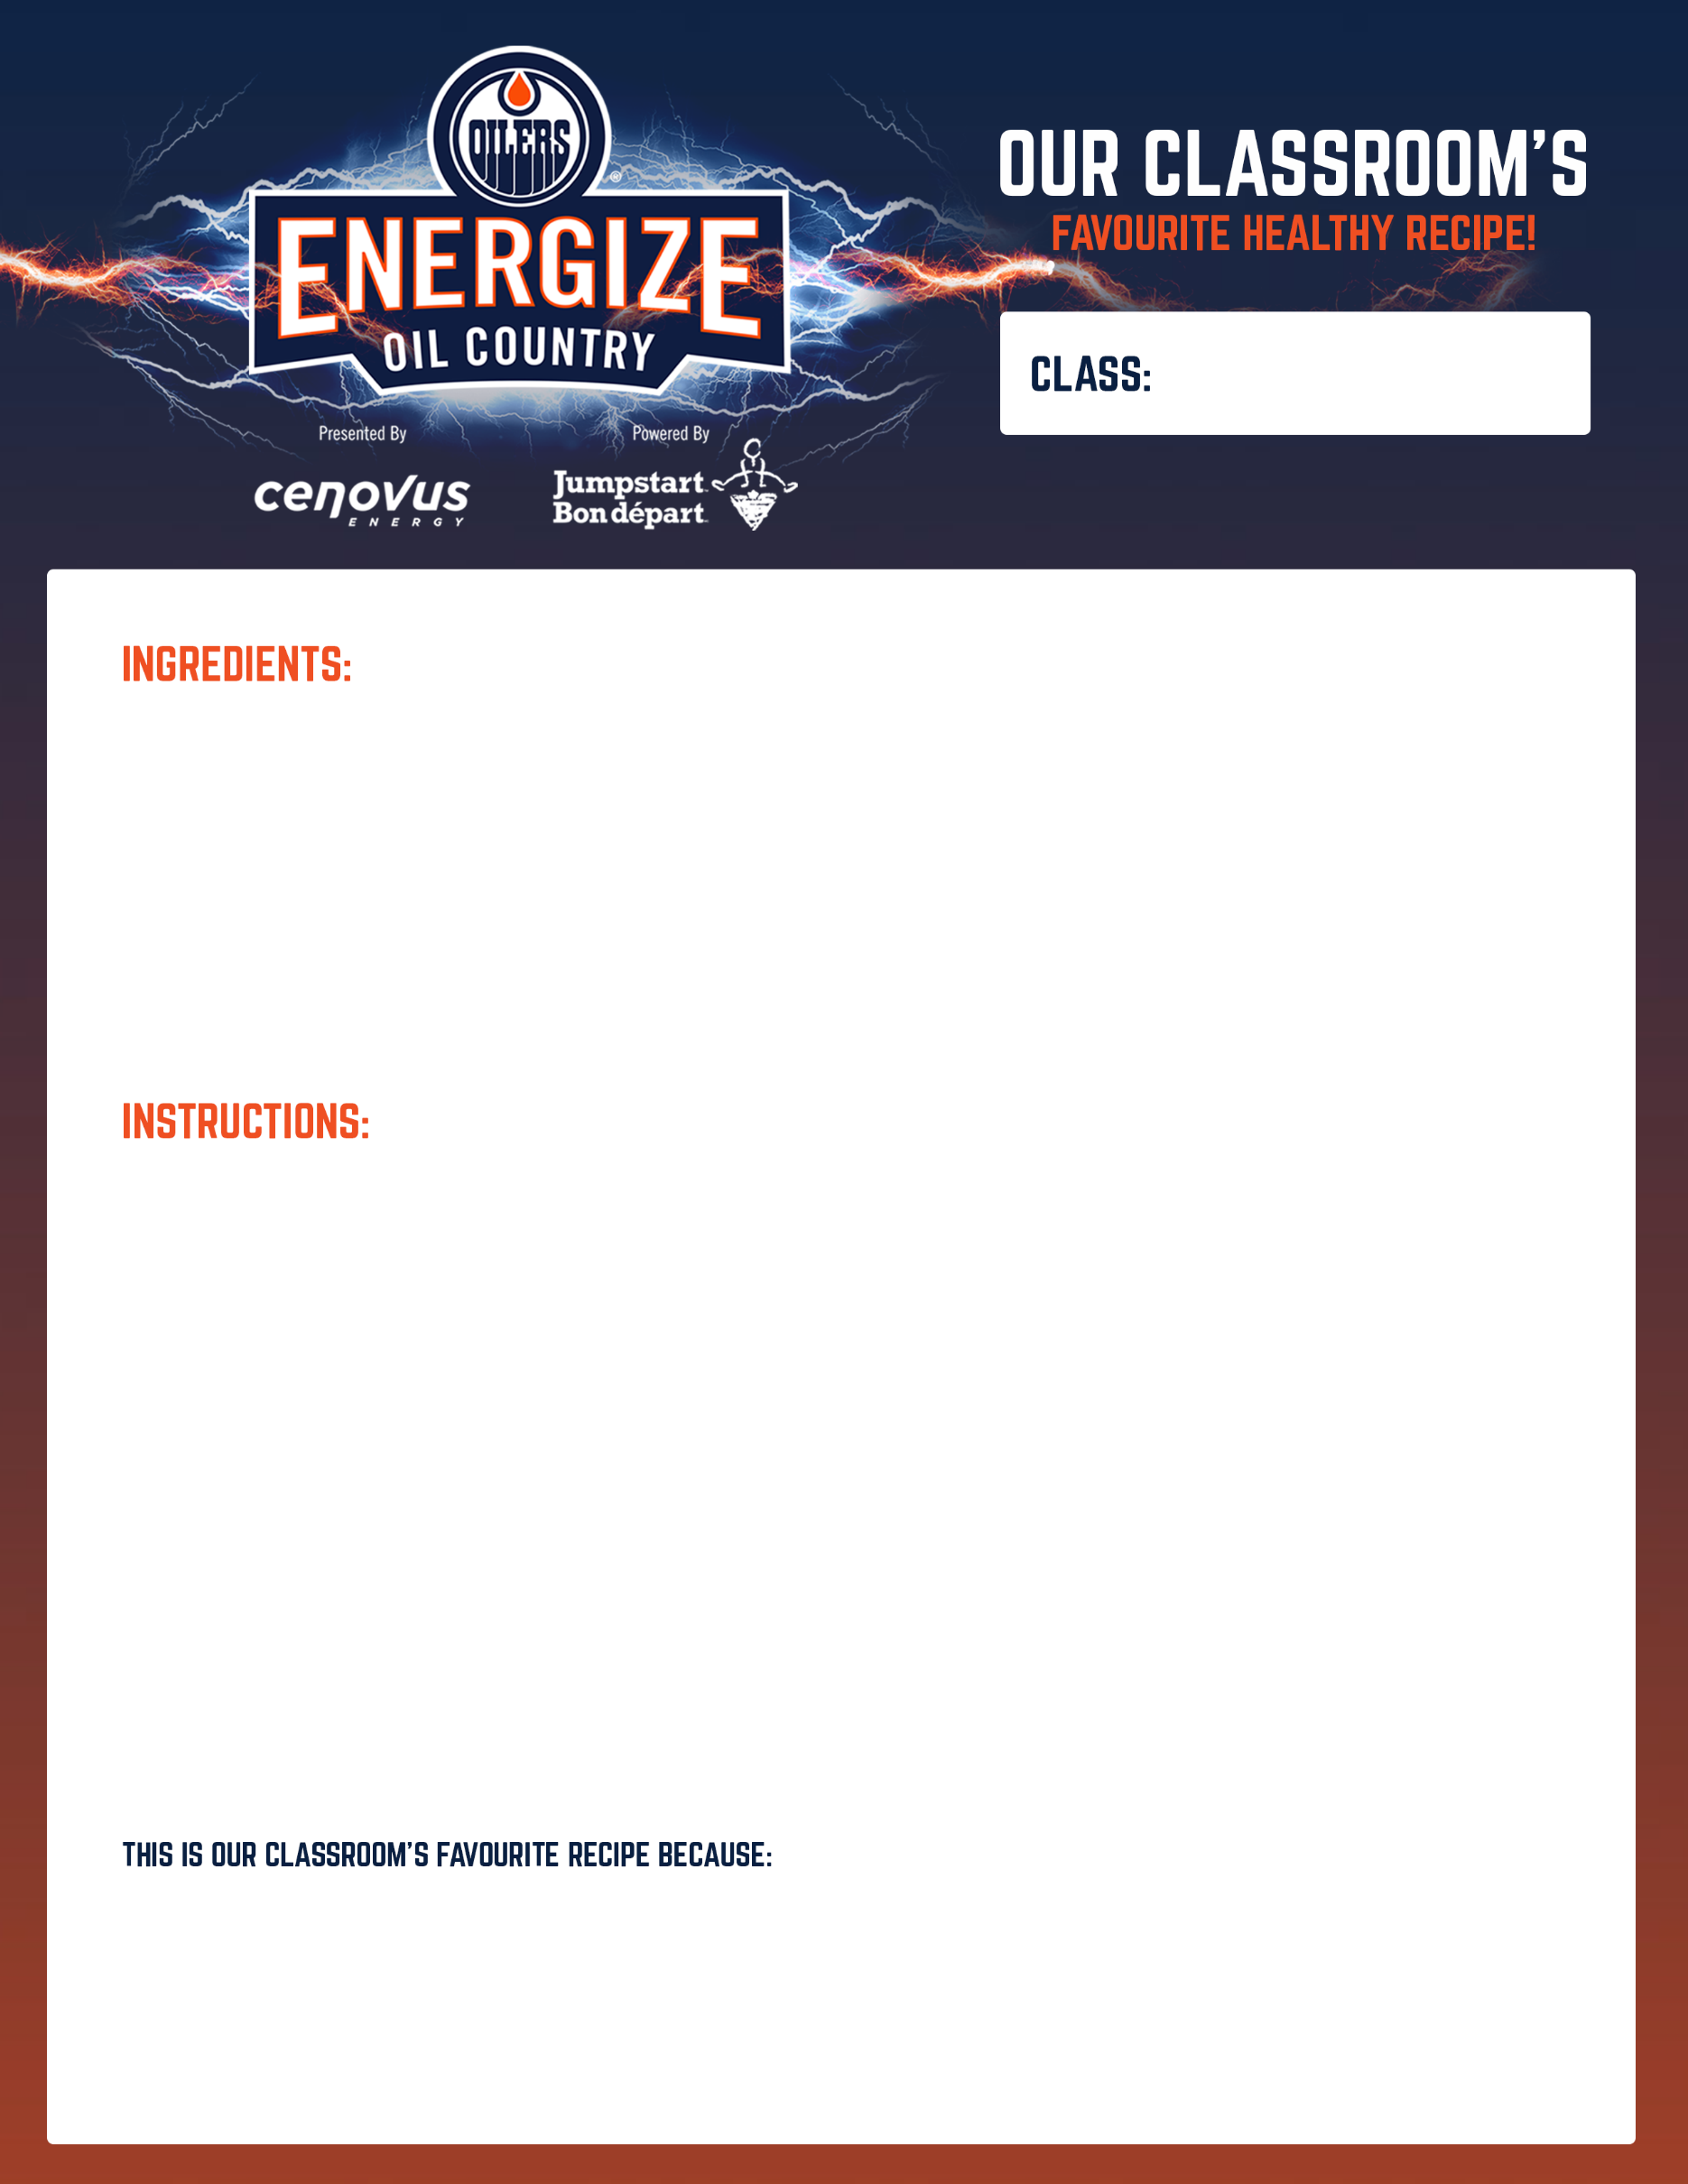 OILERS
®
ENERGIZE
OIL COUNTRY
Presented By
cenovus
ENERGY
Powered By
Jumpstart
Bon départ
OUR CLASSROOM'S
FAVOURITE HEALTHY RECIPE!
CLASS:
INGREDIENTS:
INSTRUCTIONS:
THIS IS OUR CLASSROOM'S FAVOURITE RECIPE BECAUSE: